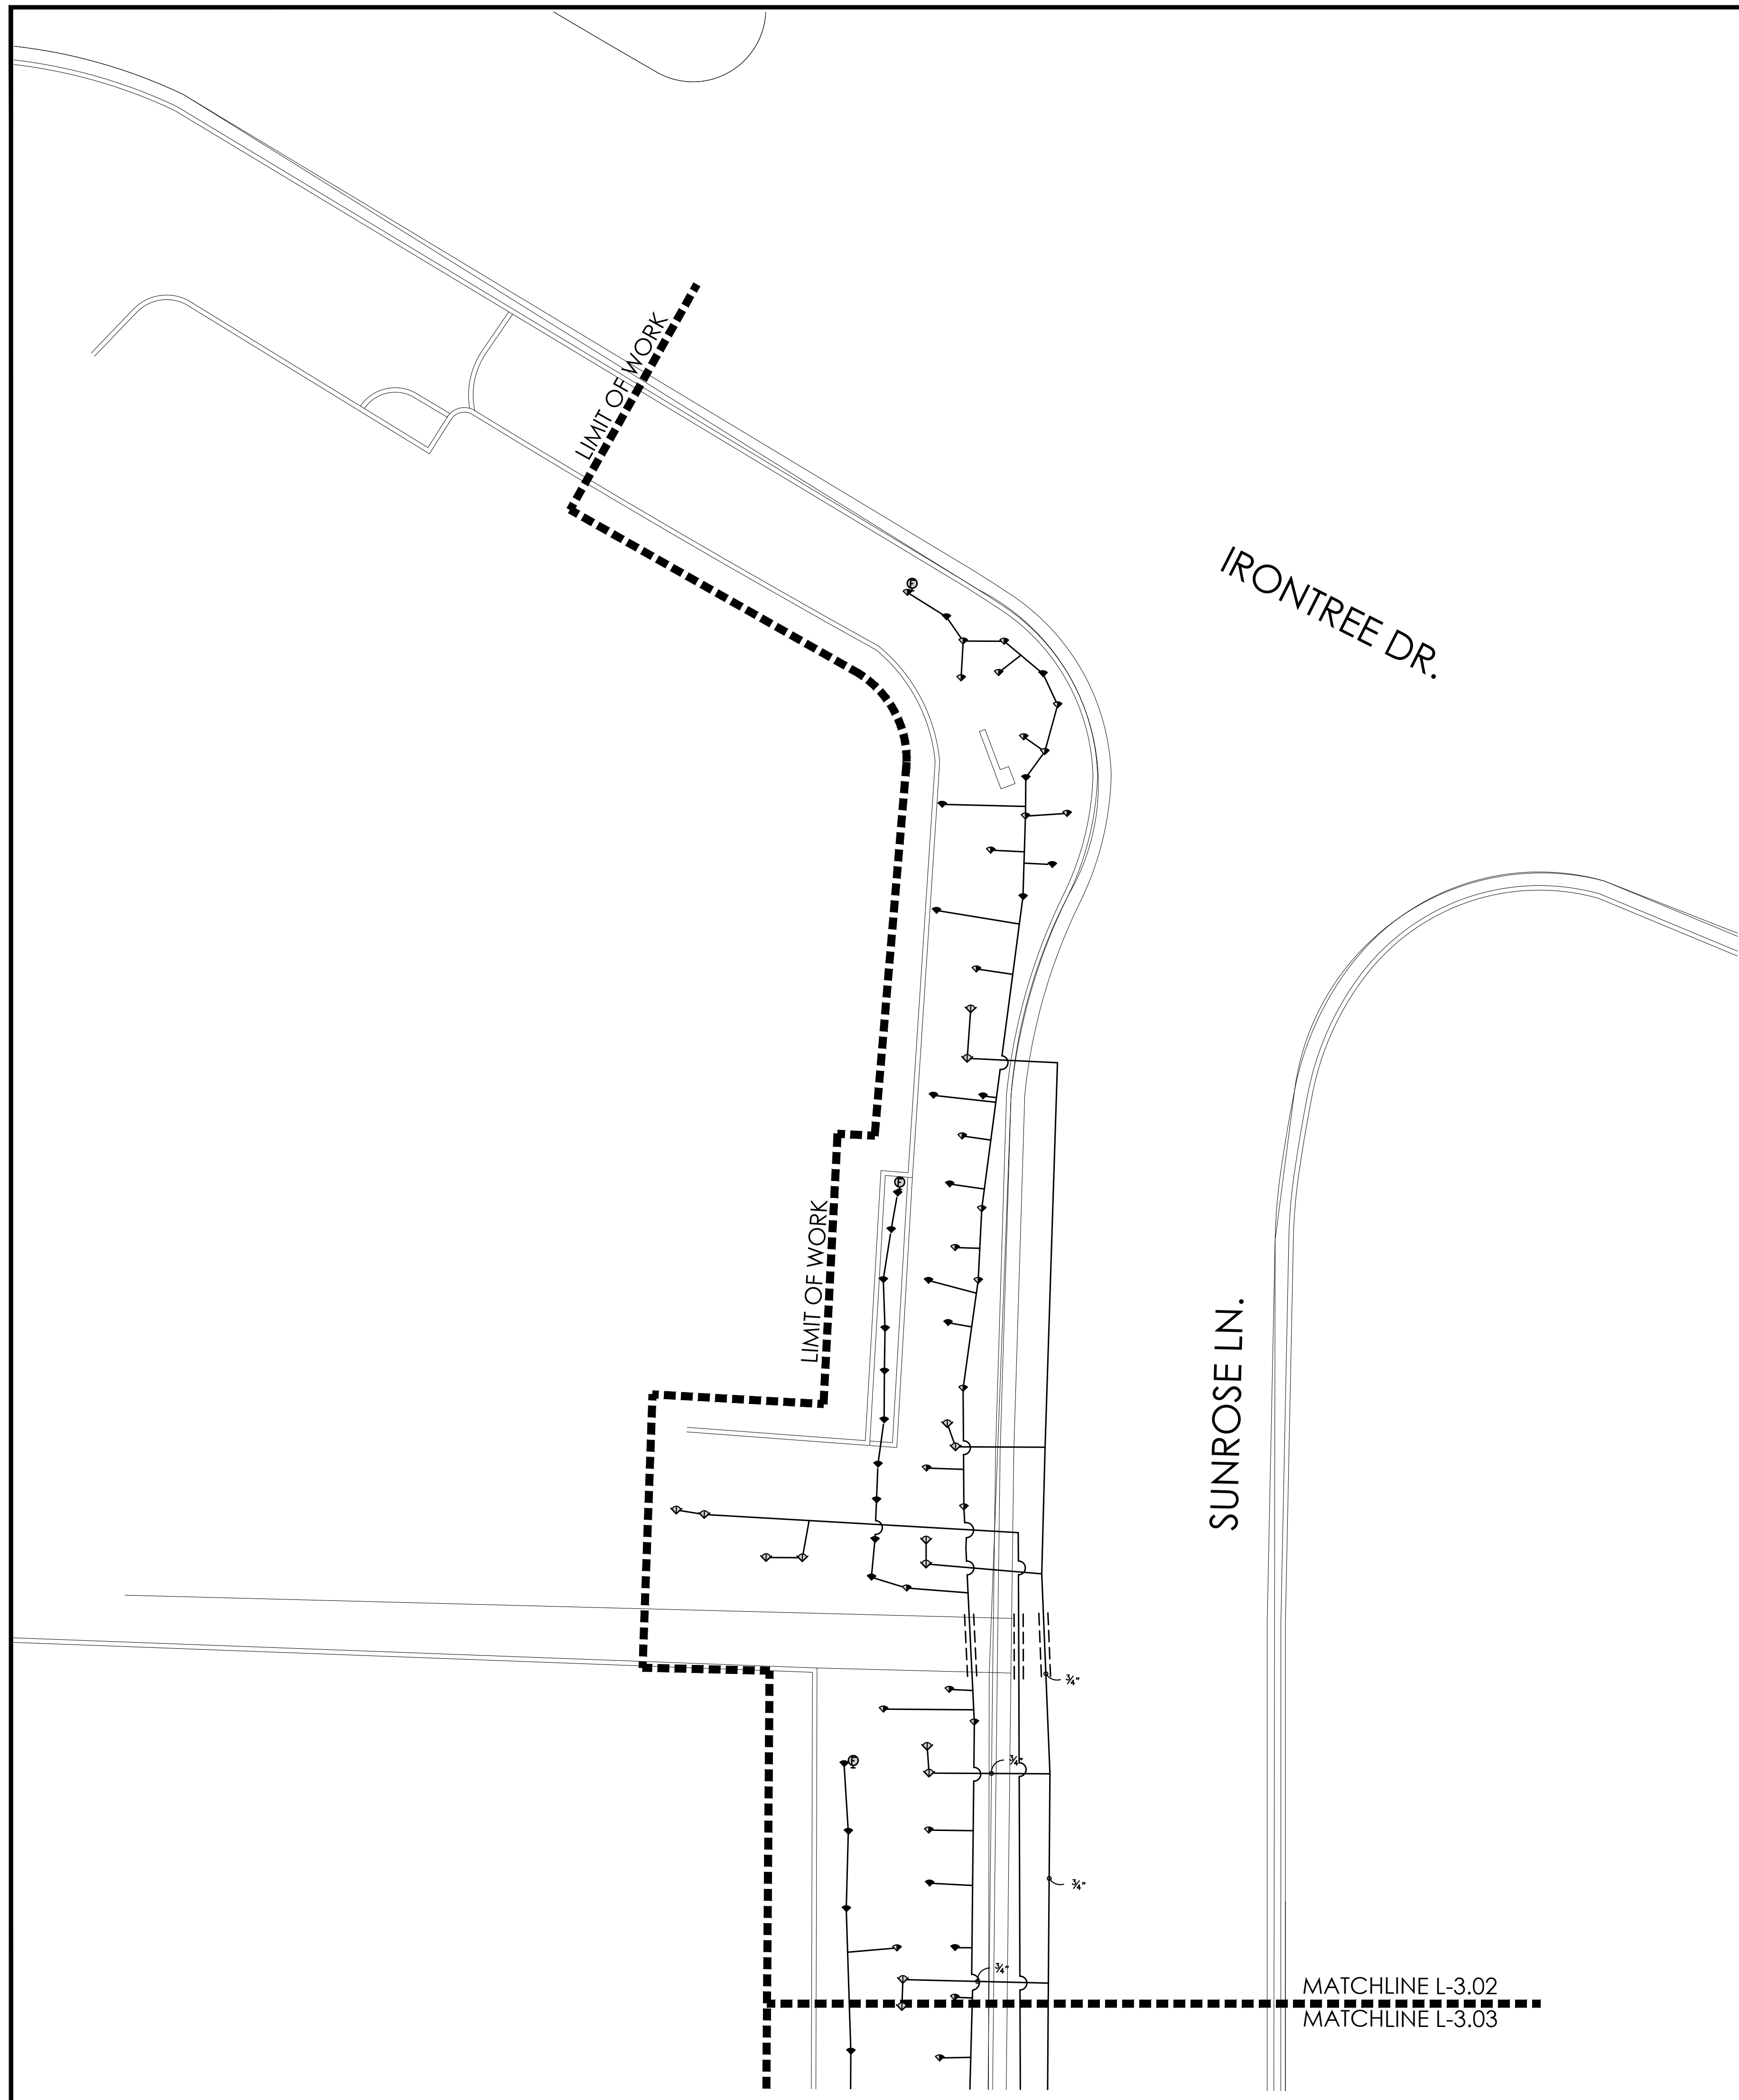 LIMIT OF WORK
IRONTREE DR.
F
F
LIMIT OF WORK
SUNROSE LN.
¾"
F
¾"
¾"
¾"
MATCHLINE L-3.02
MATCHLINE L-3.03